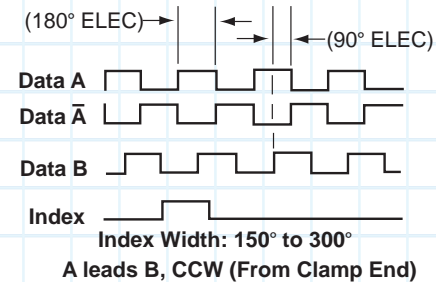 (180° ELEC)
(90° ELEC)
Data A
Data A̅
Data B
Index
Index Width: 150° to 300°
A leads B, CCW (From Clamp End)